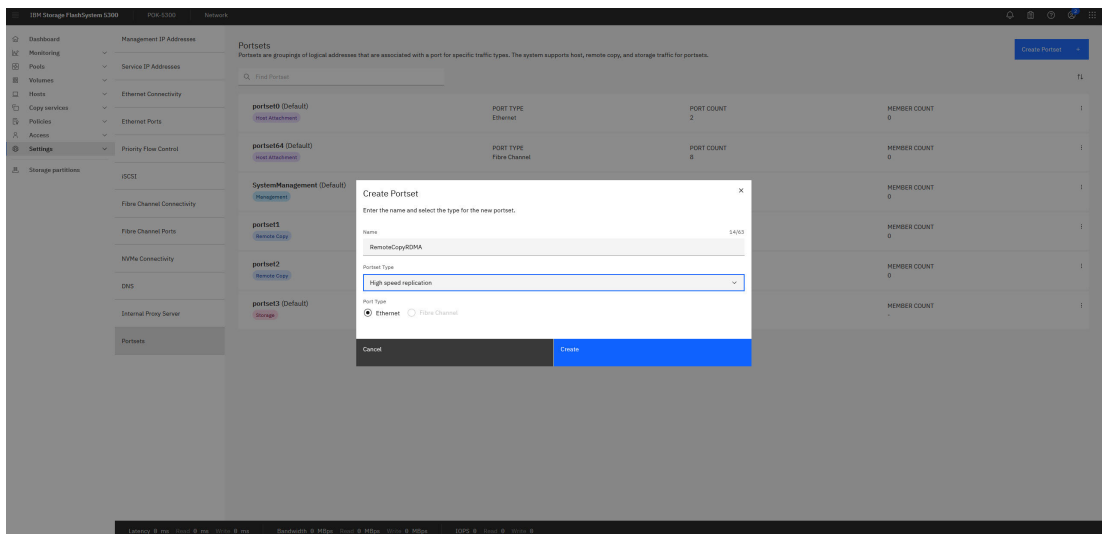 IBM Storage FlashSystem 5300 POK-5300 Network
Dashboard
Monitoring
Pools
Volumes
Hosts
Copy services
Policies
Access
Settings
Storage partitions
Management IP Addresses
Service IP Addresses
Ethernet Connectivity
Ethernet Ports
Priority Flow Control
iSCSI
Fibre Channel Connectivity
Fibre Channel Ports
NVMe Connectivity
DNS
Internal Proxy Server
Portsets
Portsets
Portsets are groupings of logical addresses that are associated with a port for specific traffic types. The system supports host, remote copy, and storage traffic for portsets.
Create Portset +
Find Portset
portset0 (Default) PORT TYPE PORT COUNT MEMBER COUNT
Host Attachment Ethernet 2 0
portset64 (Default) PORT TYPE PORT COUNT MEMBER COUNT
Host Attachment Fibre Channel 8 0
SystemManagement (Default) MEMBER COUNT
Management 0
portset1 MEMBER COUNT
Remote Copy 0
portset2 MEMBER COUNT
Remote Copy 0
portset3 (Default) MEMBER COUNT
Storage -
Create Portset
Enter the name and select the type for the new portset.
Name 14/63
RemoteCopyRDMA
Portset Type
High speed replication
Port Type
Ethernet Fibre Channel
Cancel Create
Latency 0 ms Read 0 ms Write 0 ms Bandwidth 0 MBps Read 0 MBps Write 0 MBps IOPS 0 Read 0 Write 0